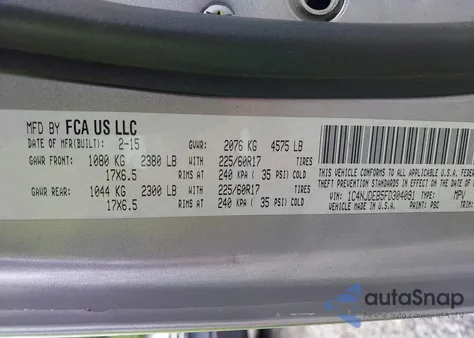 MFD BY FCA US LLC
DATE OF MFR(BUILT): 2-15 GVWR: 2076 KG 4575 LB
GAWR FRONT: 1080 KG 2380 LB WITH 225/60R17 TIRES
17X6.5 RIMS AT 240 KPA ( 35 PSI) COLD
GAWR REAR: 1044 KG 2300 LB WITH 225/60R17 TIRES
17X6.5 RIMS AT 240 KPA ( 35 PSI) COLD
THIS VEHICLE CONFORMS TO ALL APPLICABLE U.S.A. FEDER
THEFT PREVENTION STANDARDS IN EFFECT ON THE DATE OF
VIN: 1C4NJDEB5FD304091 TYPE: MPV
VEHICLE MADE IN U.S.A. PAINT: PSC TRIM:
autoSnap